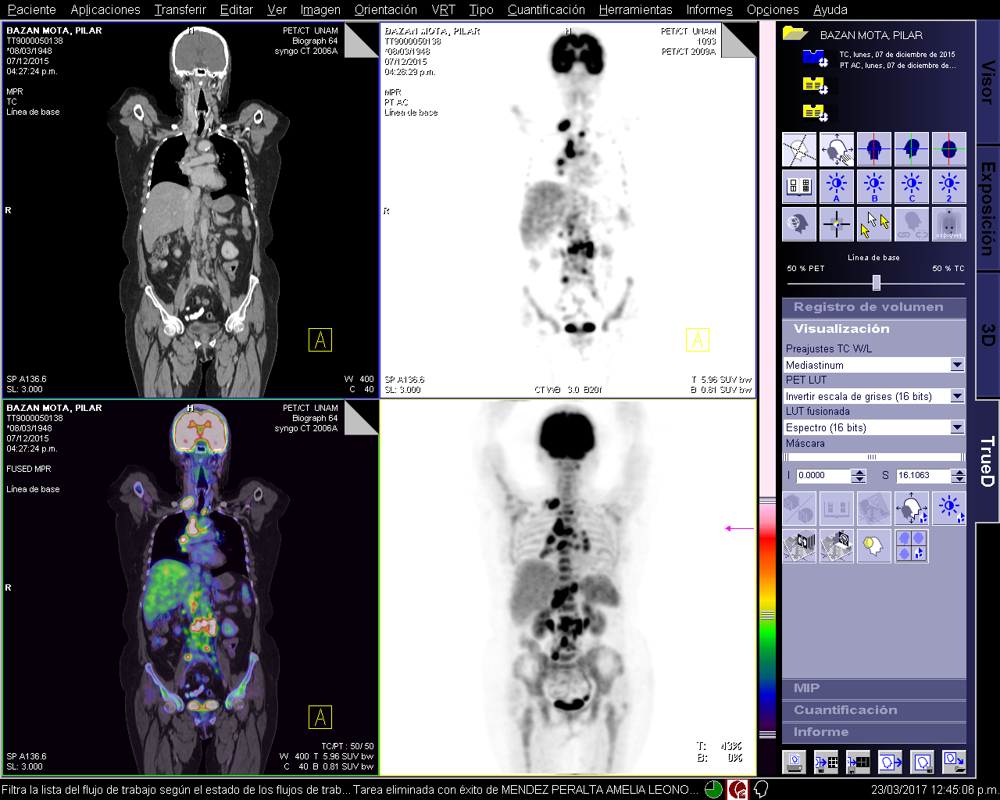 Paciente Aplicaciones Transferir Editar Ver Imagen Orientación VRT Tipo Cuantificación Herramientas Informes Opciones Ayuda
BAZAN MOTA, PILAR
TT9000050138
*08/03/1948
07/12/2015
04:27:24 p.m.
MPR
TC
Línea de base
H
PET/CT UNAM
Biograph 64
syngo CT 2006A
R
A
SP A136.6
SL: 3.000
W 400
C 40
BAZAN MOTA, PILAR
TT9000050138
*08/03/1948
07/12/2015
04:28:29 p.m.
MPR
PT AC
Línea de base
H
PET/CT UNAM
1093
PET/CT 2009A
R
A
SP A136.6
SL: 3.000
CT WB 3.0 B20f
T 5.96 SUV bw
B 0.81 SUV bw
BAZAN MOTA, PILAR
TT9000050138
*08/03/1948
07/12/2015
04:27:24 p.m.
FUSED MPR
Línea de base
H
PET/CT UNAM
Biograph 64
syngo CT 2006A
R
A
SP A136.6
SL: 3.000
TC/PT : 50/ 50
W 400 T 5.96 SUV bw
C 40 B 0.81 SUV bw
T: 43%
B: 0%
BAZAN MOTA, PILAR
TC, lunes, 07 de diciembre de 2015
PT AC, lunes, 07 de diciembre de...
A
B
C
2
xx(xx/yy)
Línea de base
50 % PET
50 % TC
Registro de volumen
Visualización
Preajustes TC W/L
Mediastinum
PET LUT
Invertir escala de grises (16 bits)
LUT fusionada
Espectro (16 bits)
Máscara
I 0.0000 S 16.1063
MIP
Cuantificación
Informe
Visor
Exposición
3D
TrueD
Filtra la lista del flujo de trabajo según el estado de los flujos de trab... Tarea eliminada con éxito de MENDEZ PERALTA AMELIA LEONO...
23/03/2017 12:45:06 p.m.